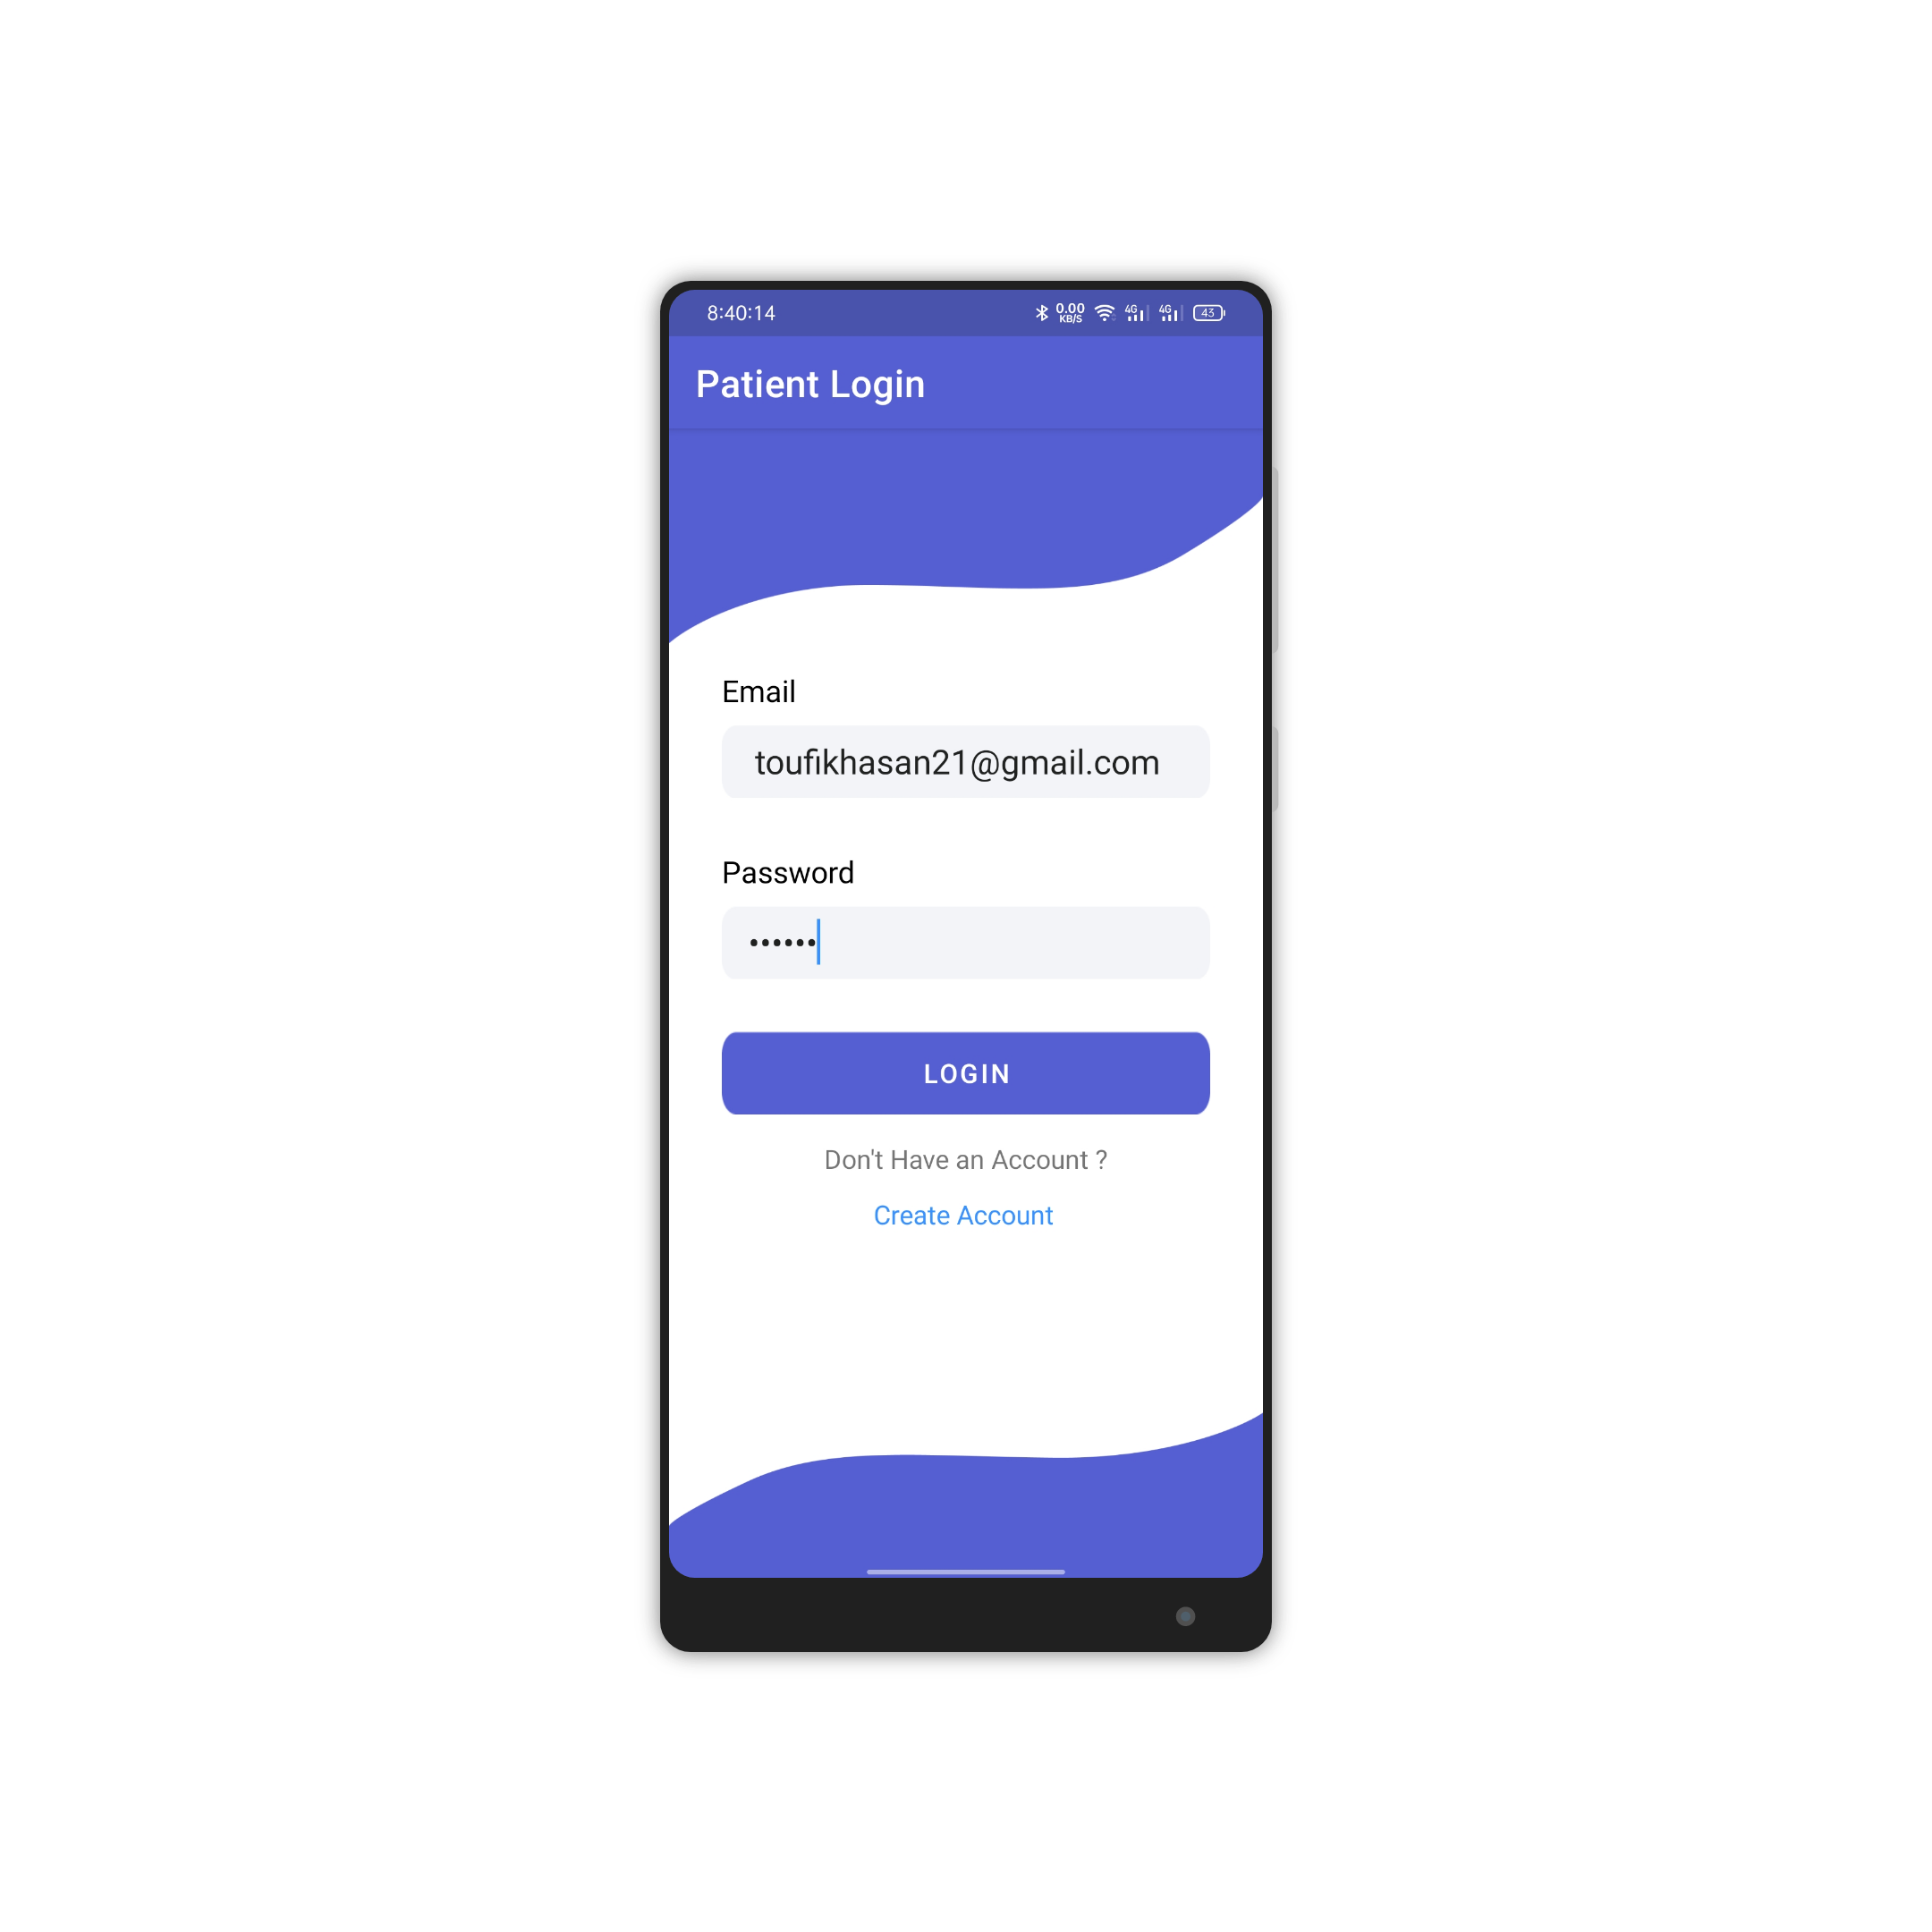 8:40:14 0.00 KB/S 4G 4G 43
Patient Login
Email
toufikhasan21@gmail.com
Password
••••••
LOGIN
Don't Have an Account ?
Create Account